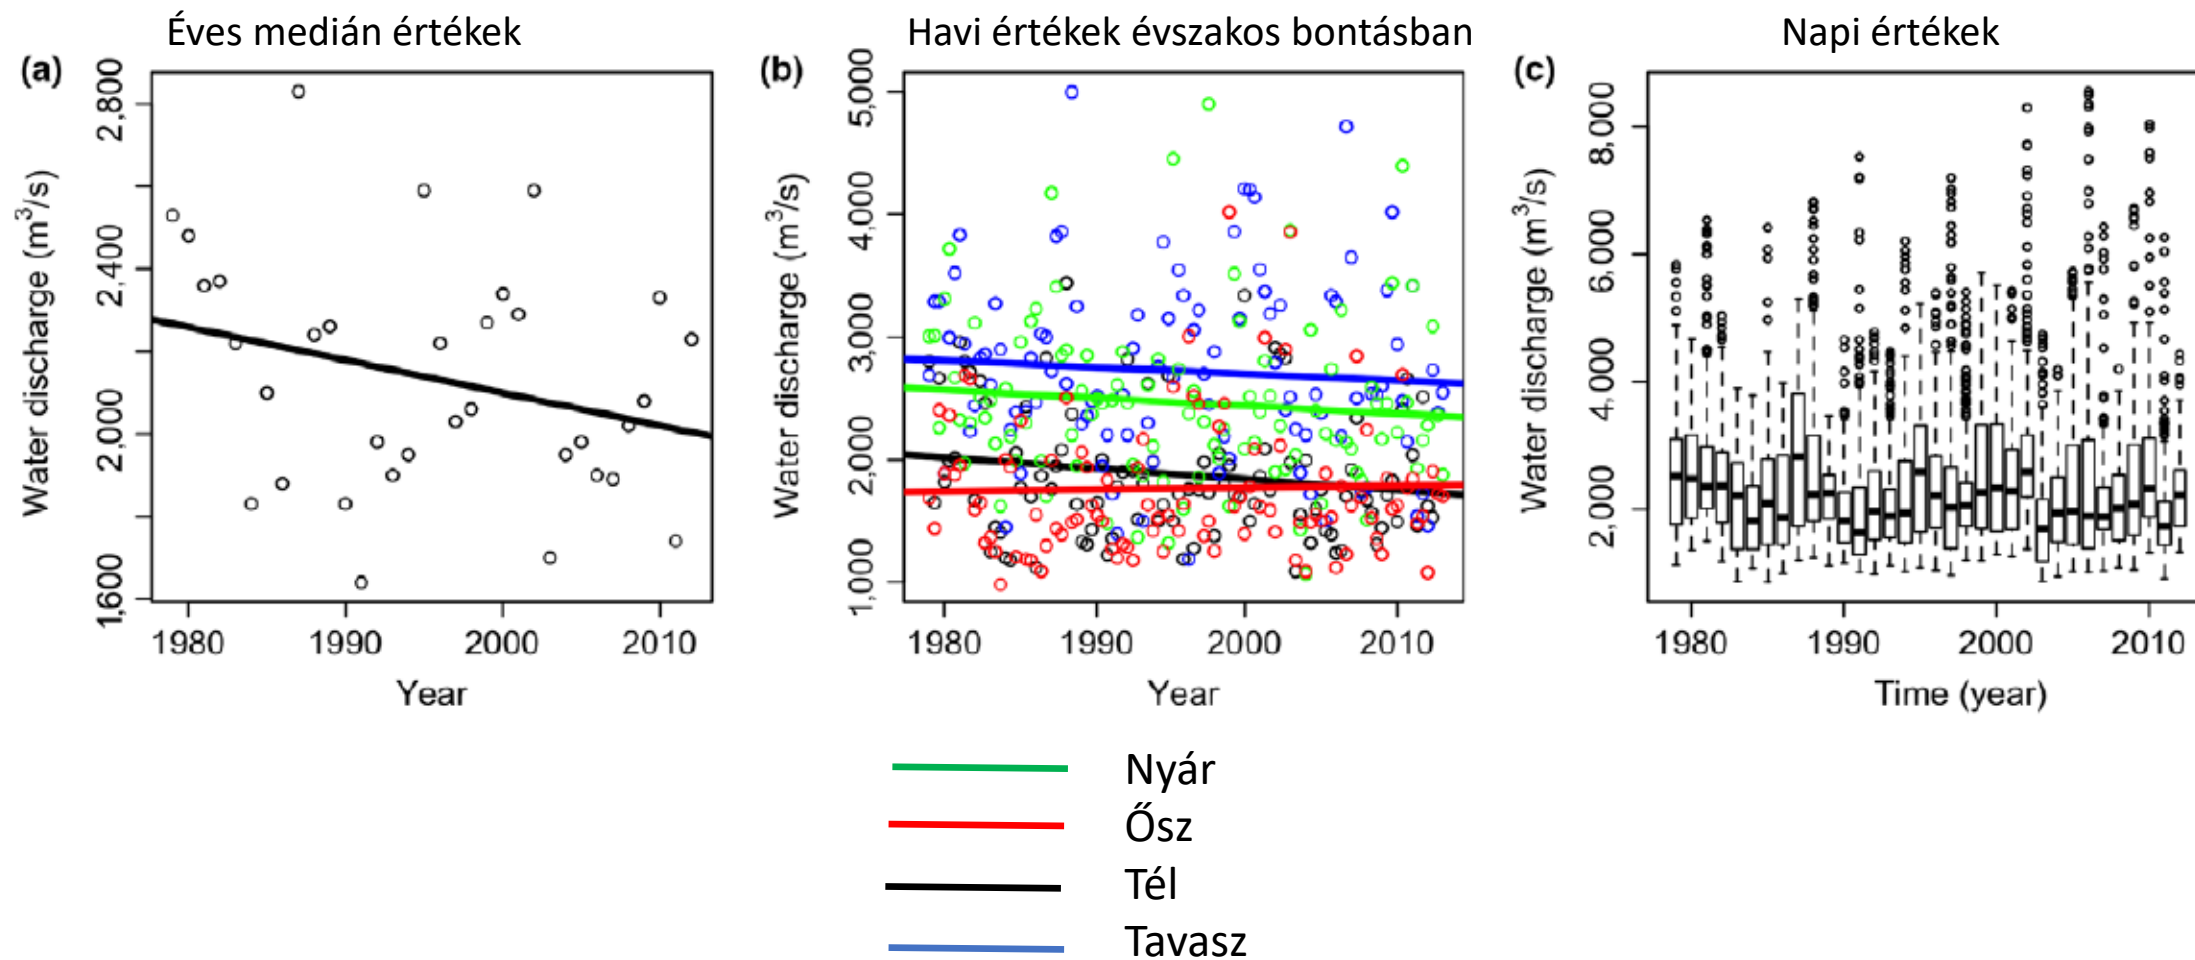 Éves medián értékek
Havi értékek évszakos bontásban
Napi értékek
(a)
Water discharge (m³/s)
2,800
2,400
2,000
1,600
1980 1990 2000 2010
Year
(b)
Water discharge (m³/s)
5,000
4,000
3,000
2,000
1,000
1980 1990 2000 2010
Year
(c)
Water discharge (m³/s)
8,000
6,000
4,000
2,000
1980 1990 2000 2010
Time (year)
Nyár
Ősz
Tél
Tavasz